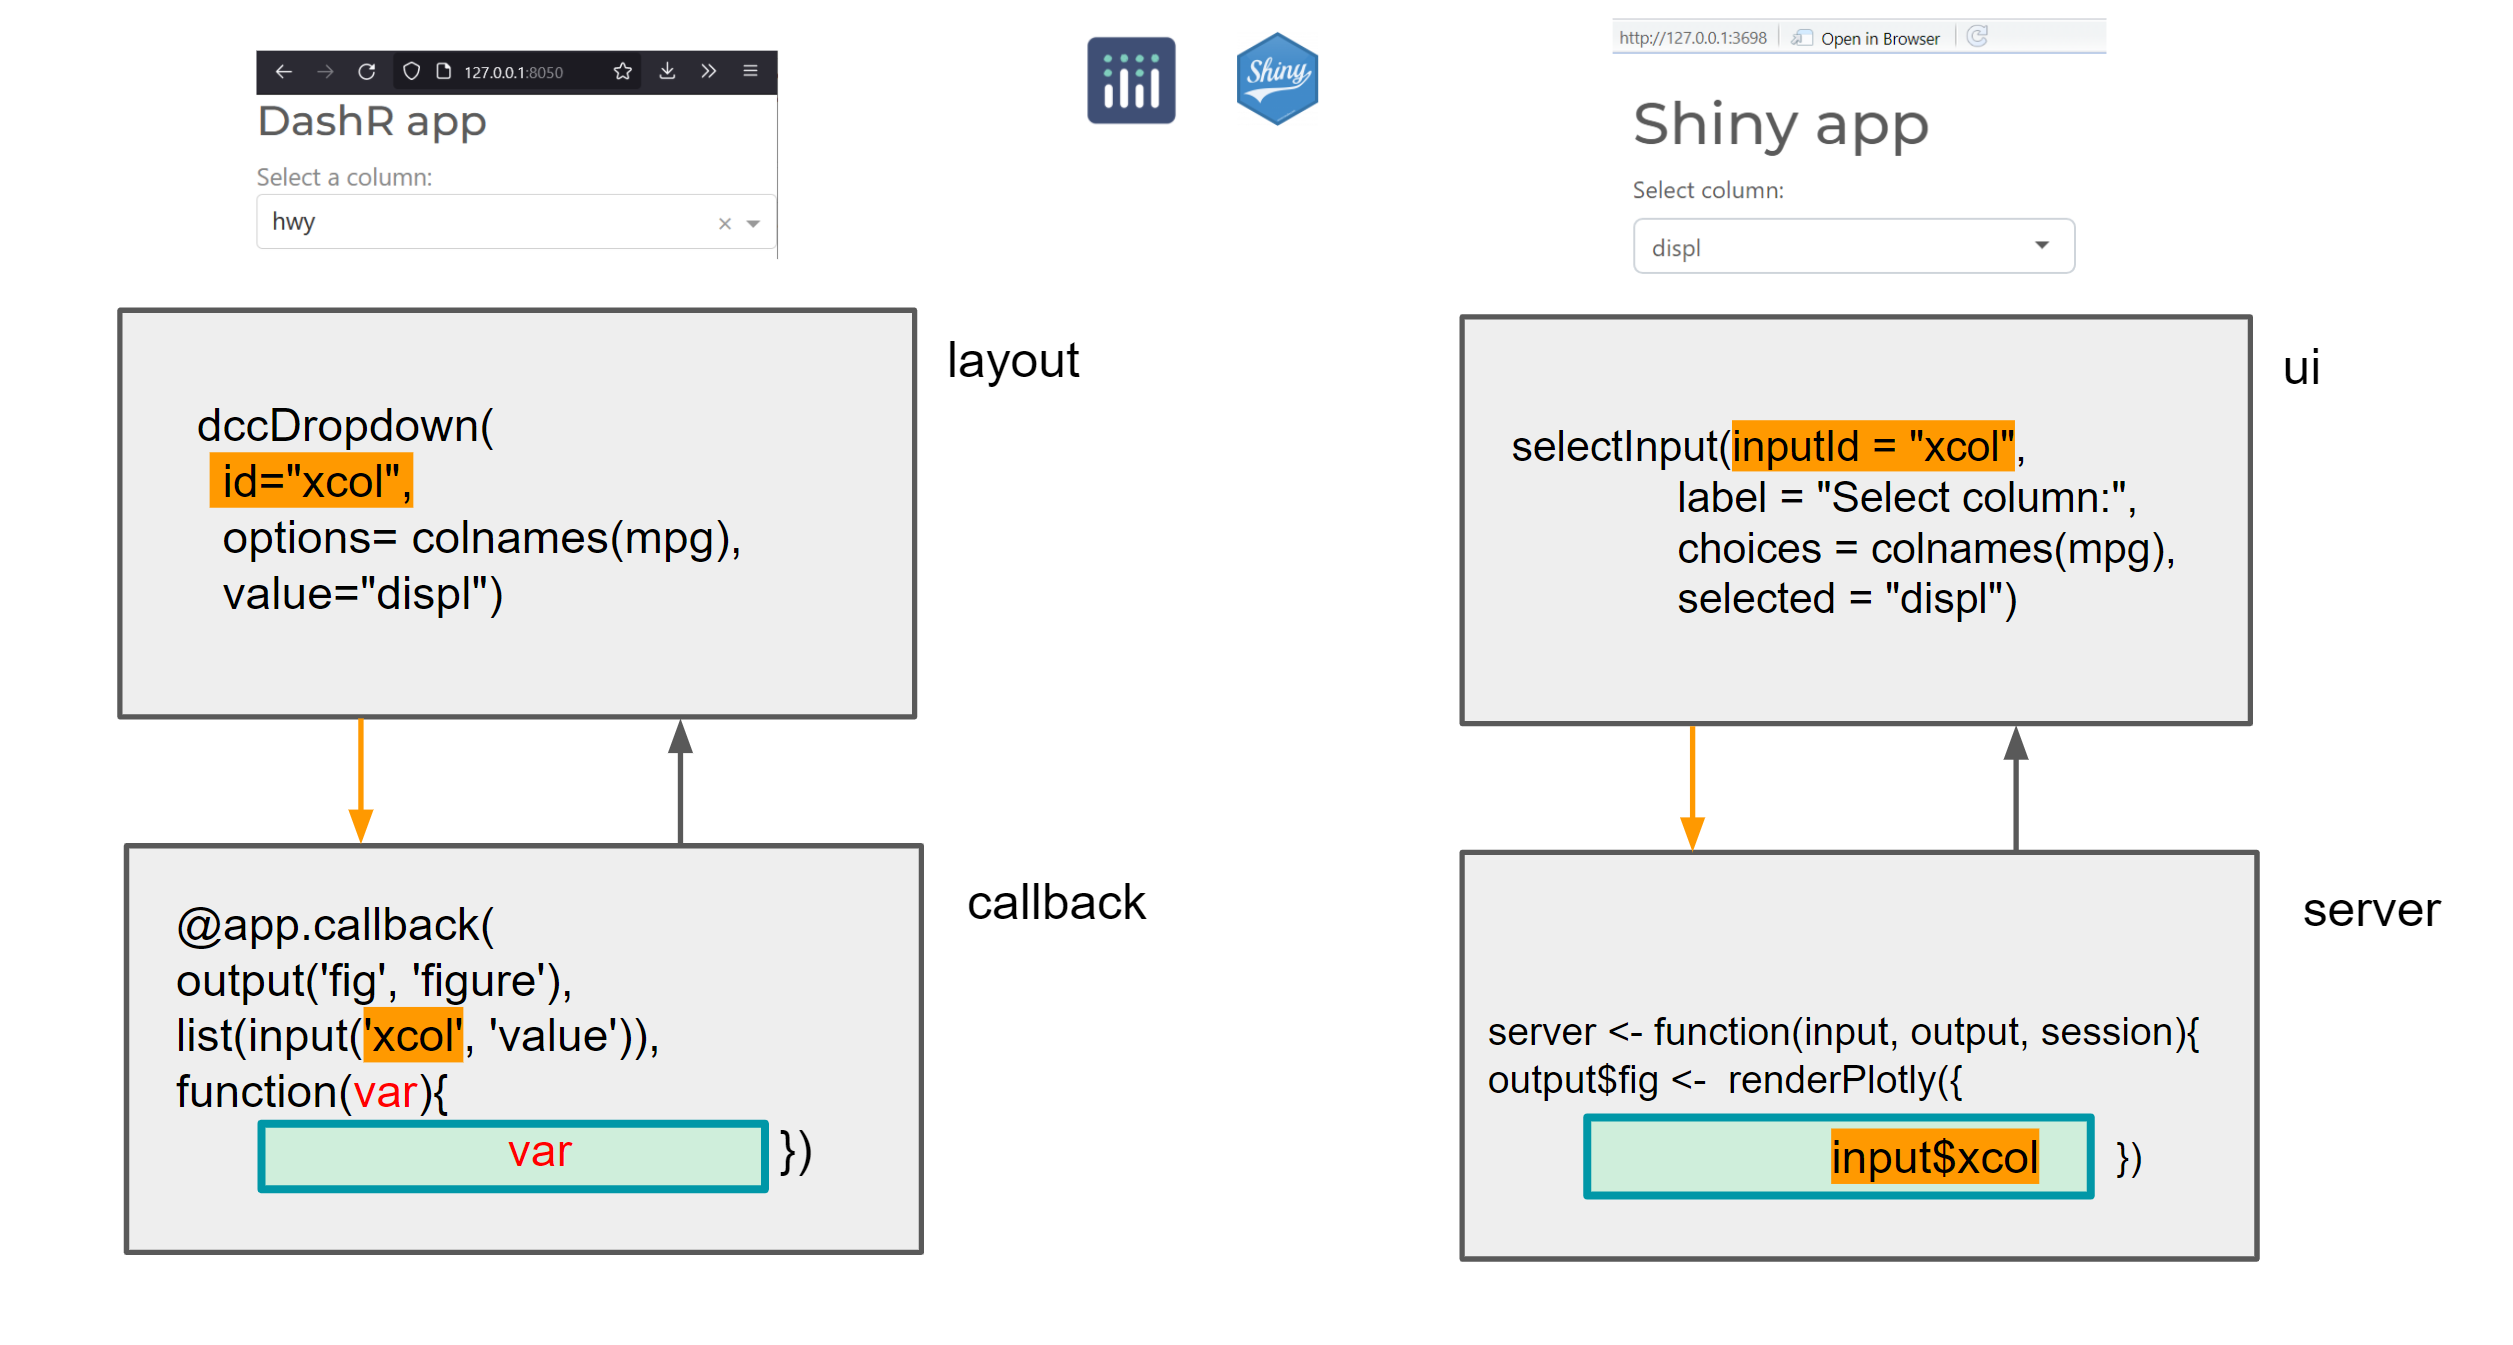 127.0.0.1:8050
DashR app
Select a column:
hwy
Shiny
http://127.0.0.1:3698 Open in Browser
Shiny app
Select column:
displ
layout
dccDropdown(
id="xcol",
options= colnames(mpg),
value="displ")
callback
@app.callback(
output('fig', 'figure'),
list(input('xcol', 'value')),
function(var){
var })
ui
selectInput(inputId = "xcol",
label = "Select column:",
choices = colnames(mpg),
selected = "displ")
server
server <- function(input, output, session){
output$fig <-  renderPlotly({
input$xcol })